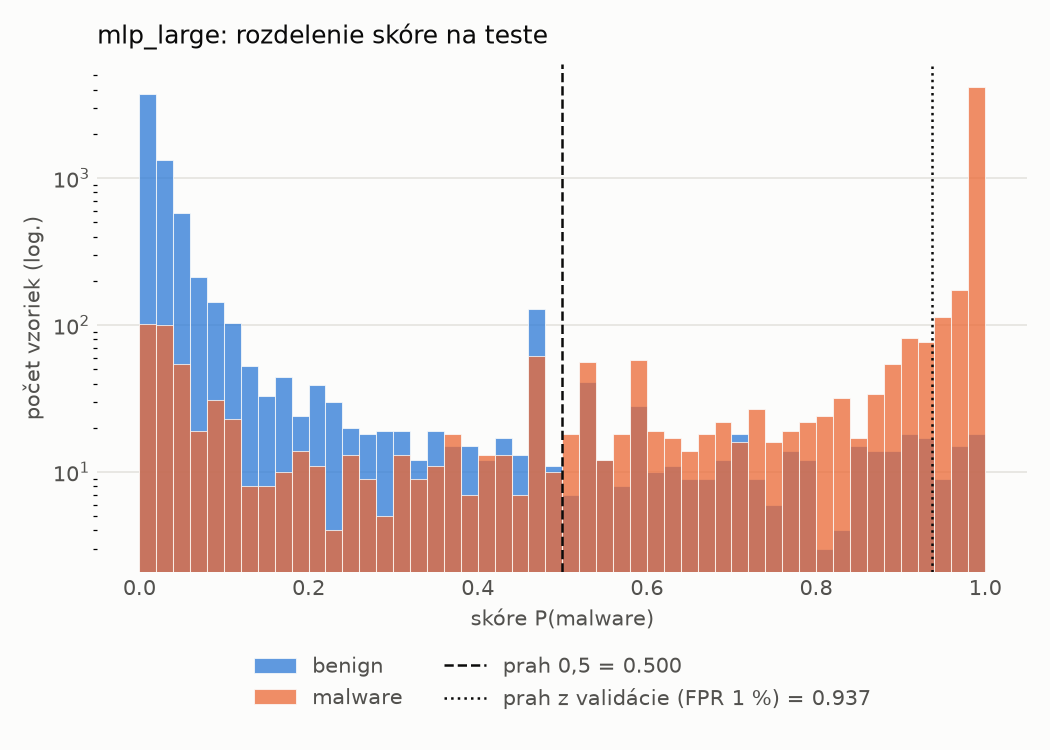 mlp_large: rozdelenie skóre na teste
počet vzoriek (log.)
10³
10²
10¹
0.0 0.2 0.4 0.6 0.8 1.0
skóre P(malware)
benign
malware
prah 0,5 = 0.500
prah z validácie (FPR 1 %) = 0.937